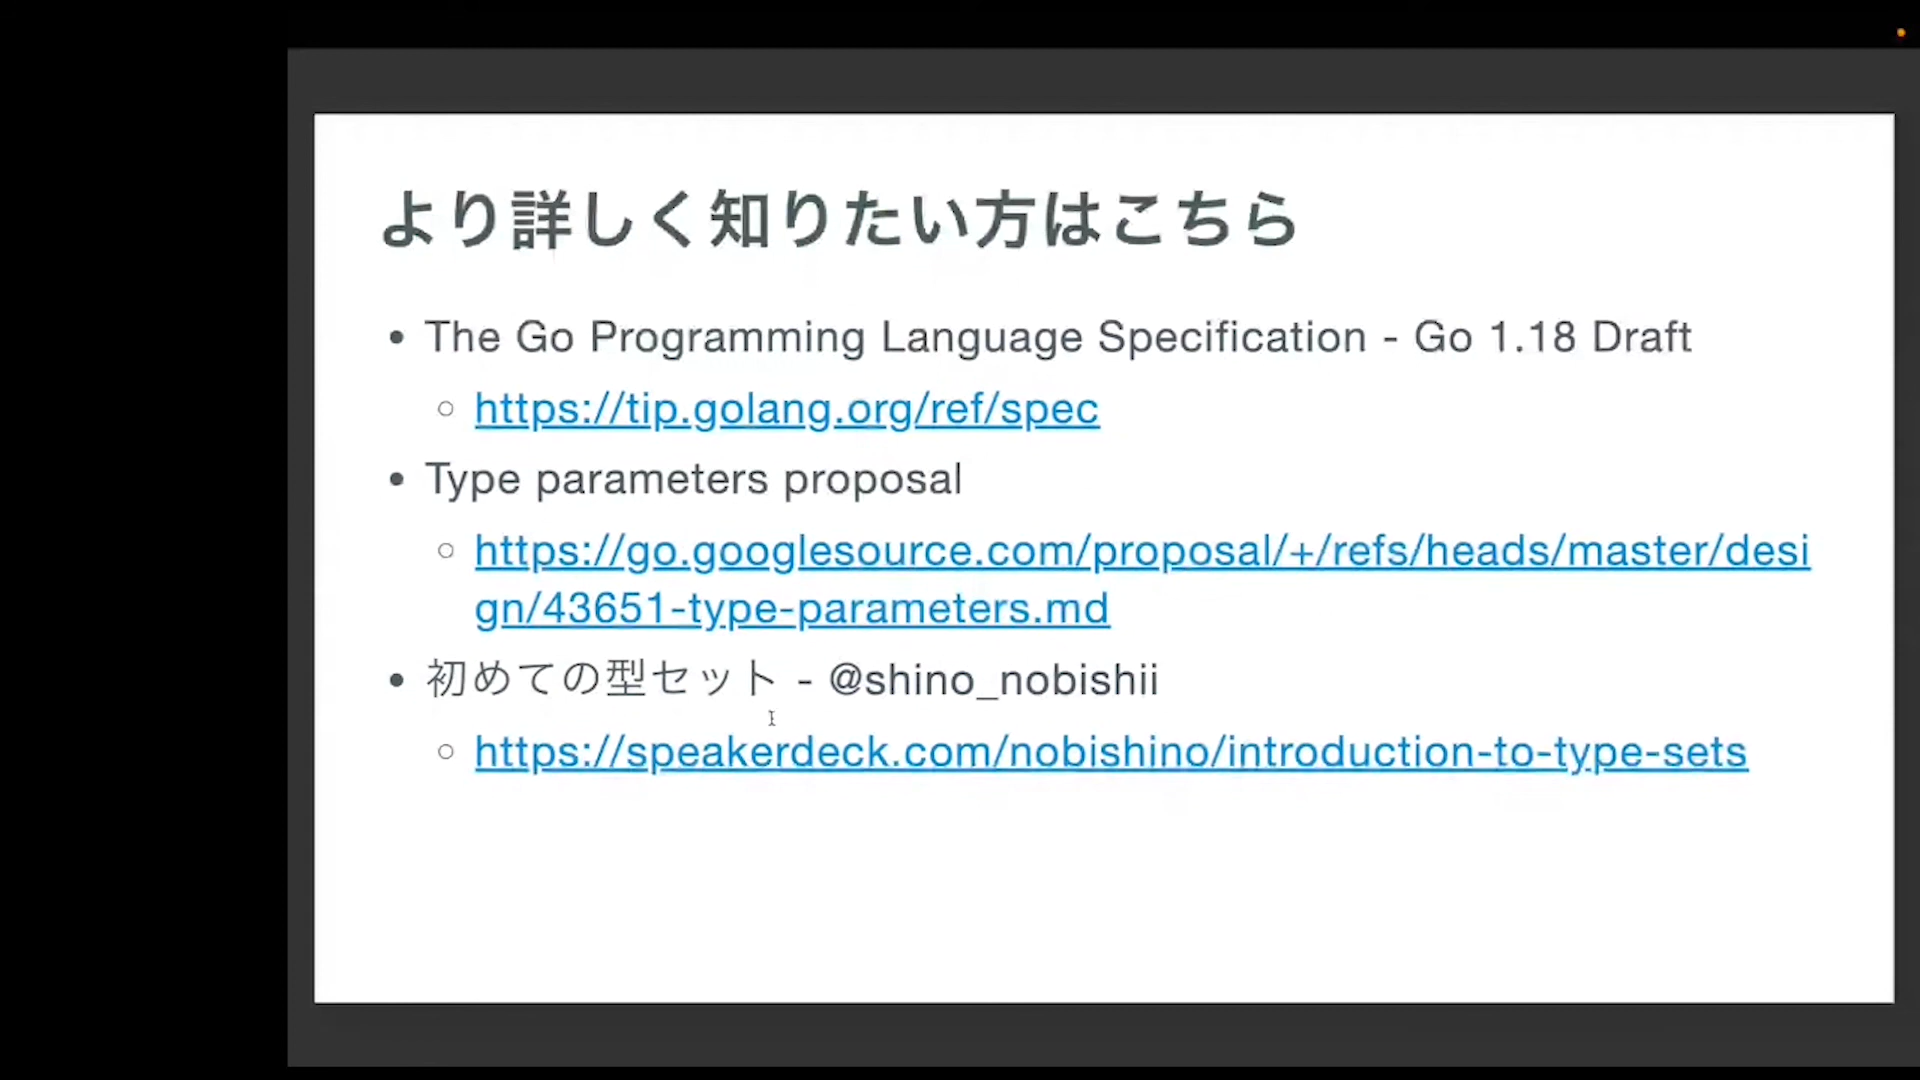 より詳しく知りたい方はこちら
The Go Programming Language Specification - Go 1.18 Draft
https://tip.golang.org/ref/spec
Type parameters proposal
https://go.googlesource.com/proposal/+/refs/heads/master/desi
gn/43651-type-parameters.md
初めての型セット - @shino_nobishii
https://speakerdeck.com/nobishino/introduction-to-type-sets